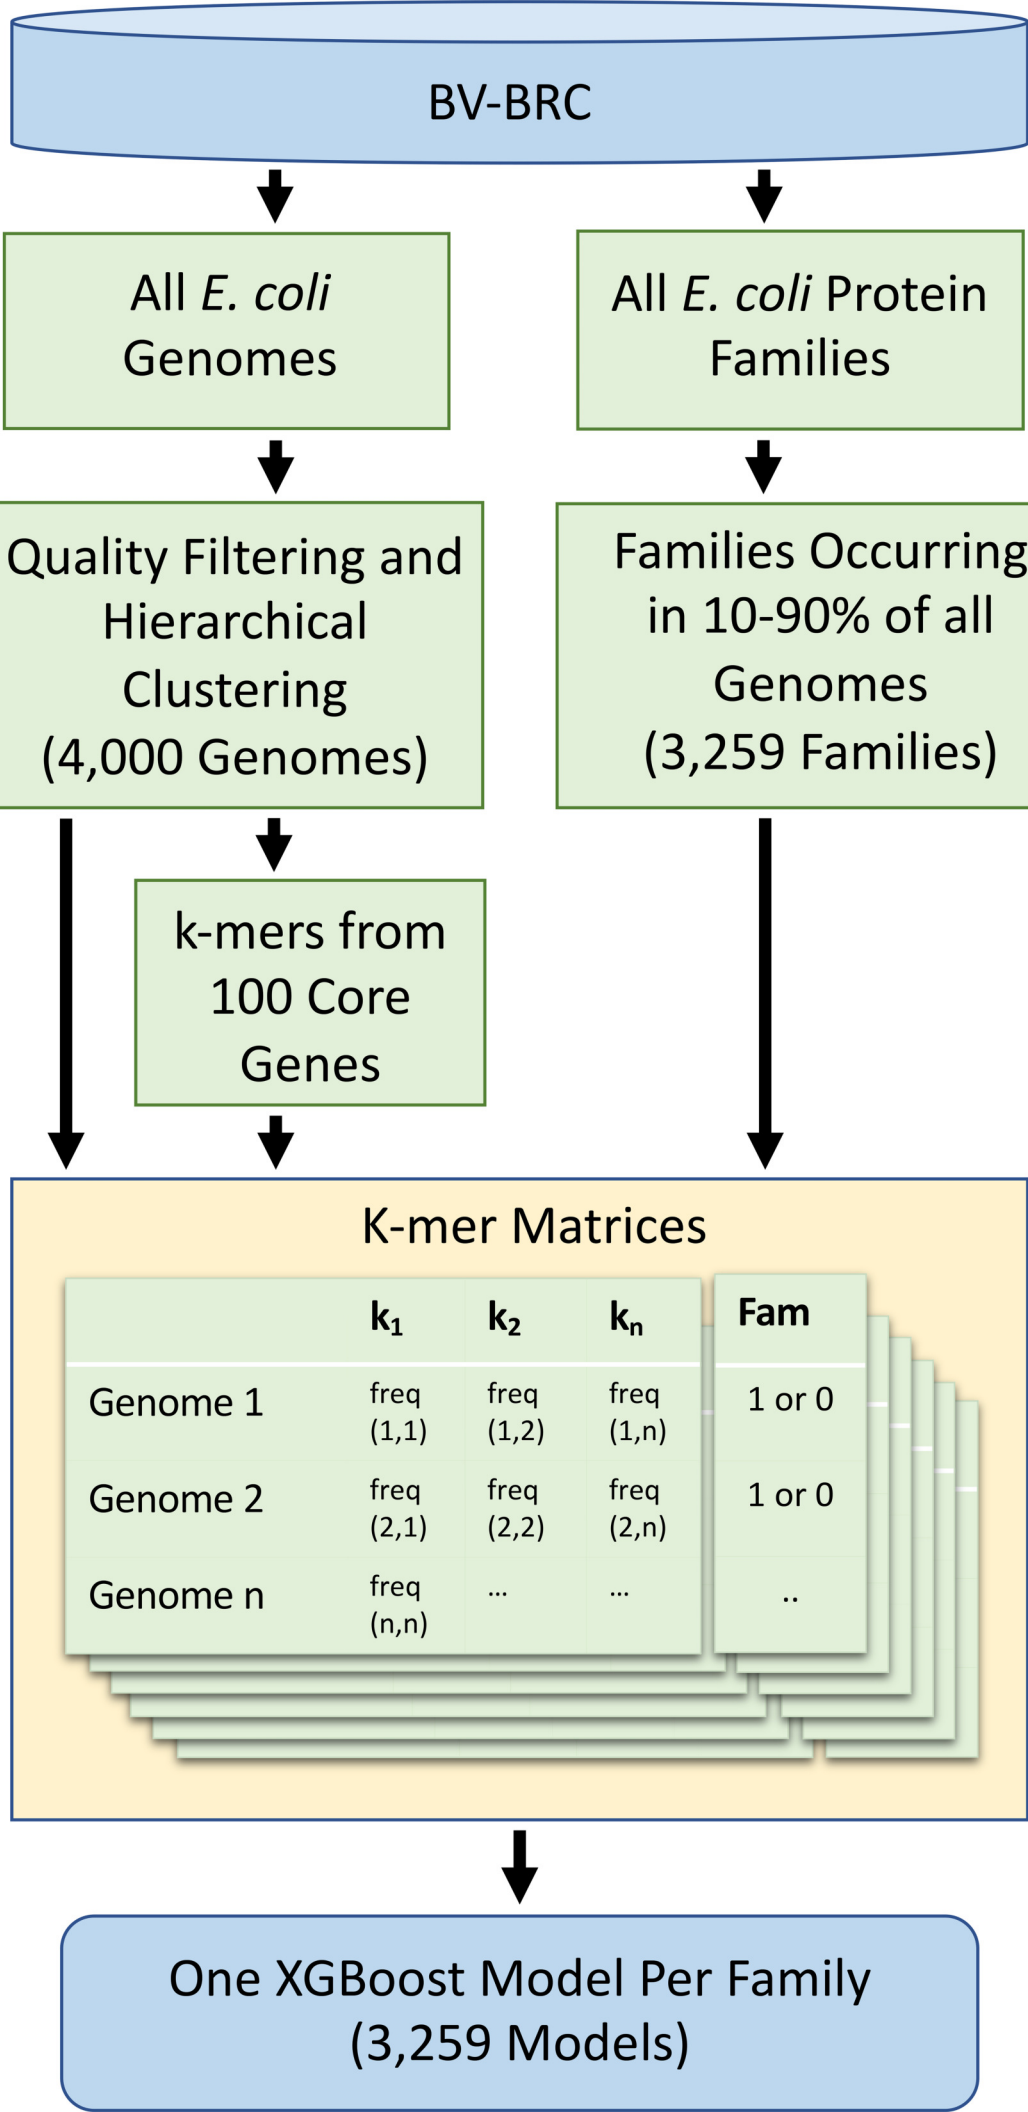 BV-BRC
All E. coli
Genomes
All E. coli Protein
Families
Quality Filtering and
Hierarchical
Clustering
(4,000 Genomes)
Families Occurring
in 10-90% of all
Genomes
(3,259 Families)
k-mers from
100 Core
Genes
K-mer Matrices
k₁ k₂ kₙ Fam
Genome 1 freq (1,1) freq (1,2) freq (1,n) 1 or 0
Genome 2 freq (2,1) freq (2,2) freq (2,n) 1 or 0
Genome n freq (n,n) ... ... ..
One XGBoost Model Per Family
(3,259 Models)